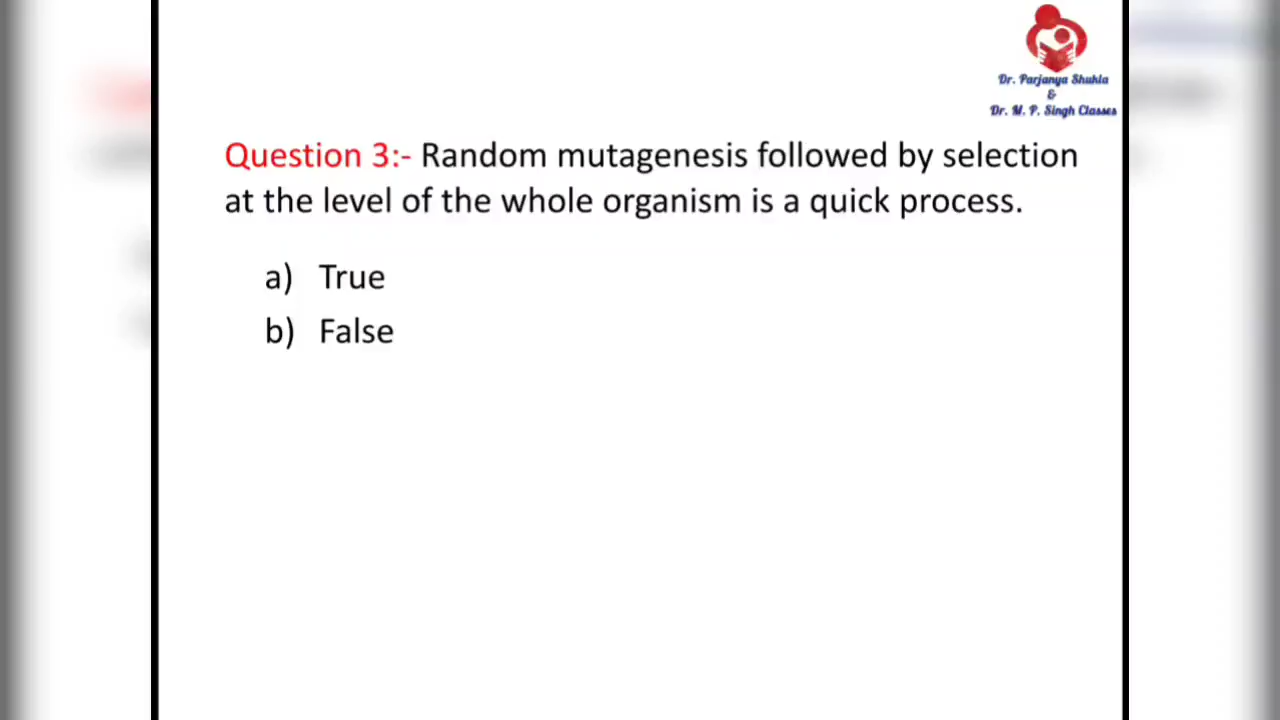 Dr. Parjanya Shukla
&
Dr. M. P. Singh Classes
Question 3:- Random mutagenesis followed by selection
at the level of the whole organism is a quick process.
a) True
b) False